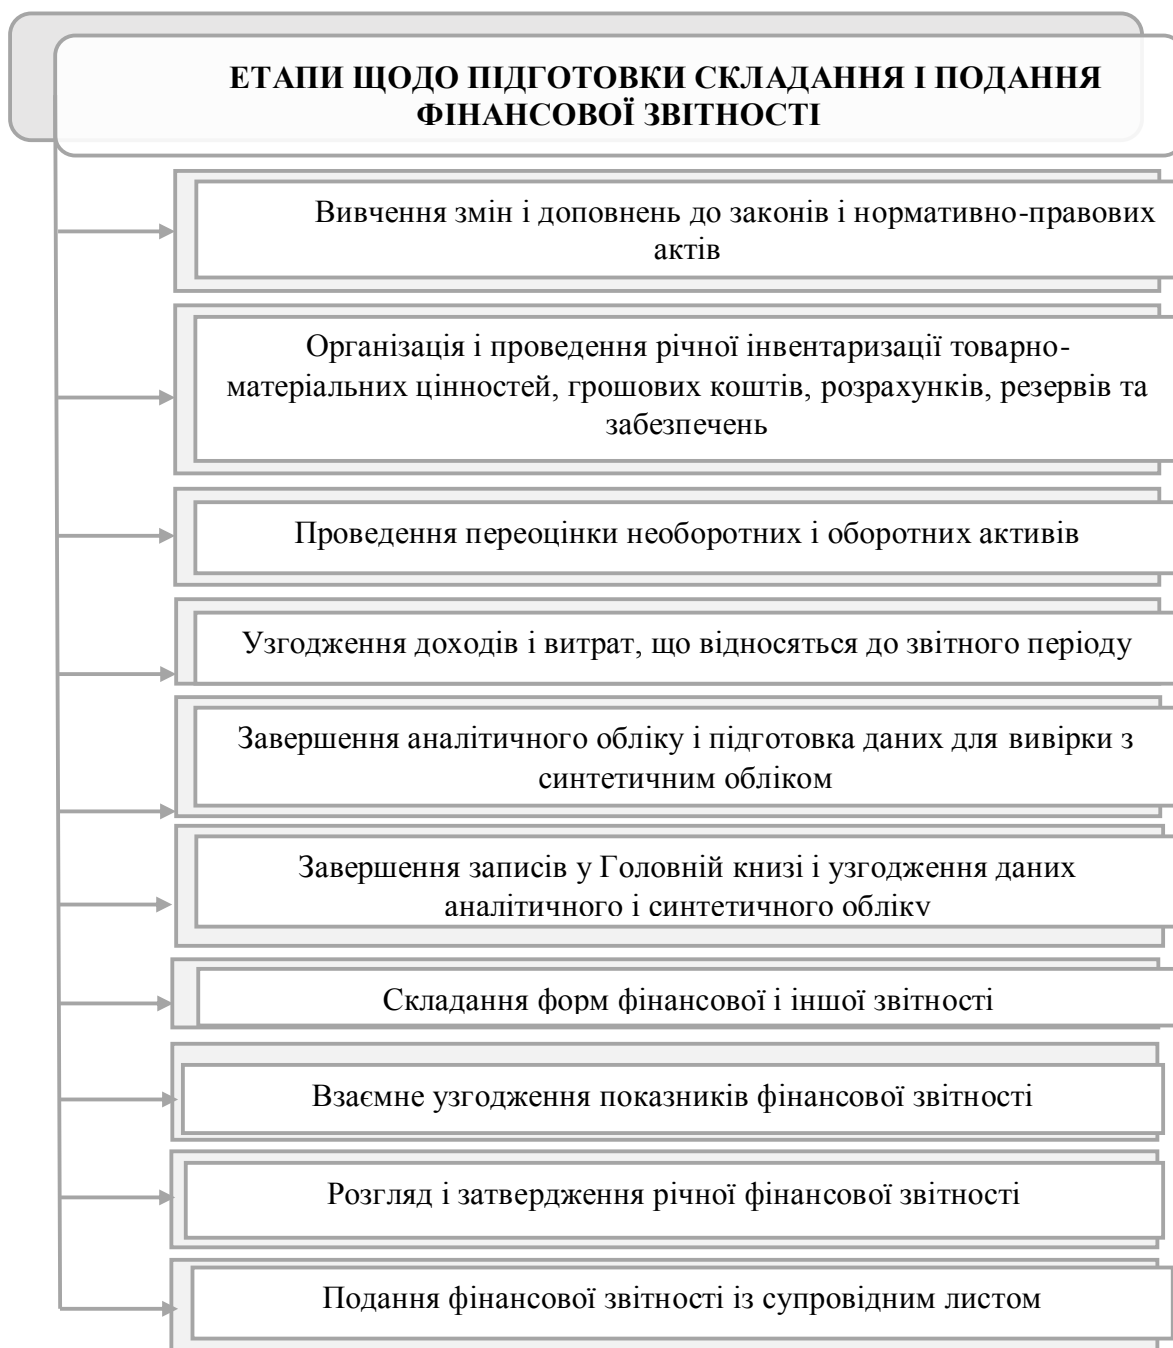 ЕТАПИ ЩОДО ПІДГОТОВКИ СКЛАДАННЯ І ПОДАННЯ
ФІНАНСОВОЇ ЗВІТНОСТІ
Вивчення змін і доповнень до законів і нормативно-правових
актів
Організація і проведення річної інвентаризації товарно-
матеріальних цінностей, грошових коштів, розрахунків, резервів та
забезпечень
Проведення переоцінки необоротних і оборотних активів
Узгодження доходів і витрат, що відносяться до звітного періоду
Завершення аналітичного обліку і підготовка даних для вивірки з
синтетичним обліком
Завершення записів у Головній книзі і узгодження даних
аналітичного і синтетичного обліку
Складання форм фінансової і іншої звітності
Взаємне узгодження показників фінансової звітності
Розгляд і затвердження річної фінансової звітності
Подання фінансової звітності із супровідним листом